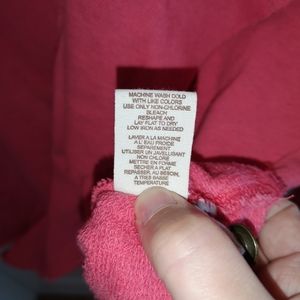 MACHINE WASH COLD
WITH LIKE COLORS
USE ONLY NON-CHLORINE
BLEACH
RESHAPE AND
LAY FLAT TO DRY
LOW IRON AS NEEDED
LAVER A LA MACHINE
A L'EAU FROIDE
SEPAREMENT
UTILISER UN JAVELLISANT
NON CHLORE
METTRE EN FORME
SECHER A PLAT
REPASSER, AU BESOIN,
A TRES BASSE
TEMPERATURE